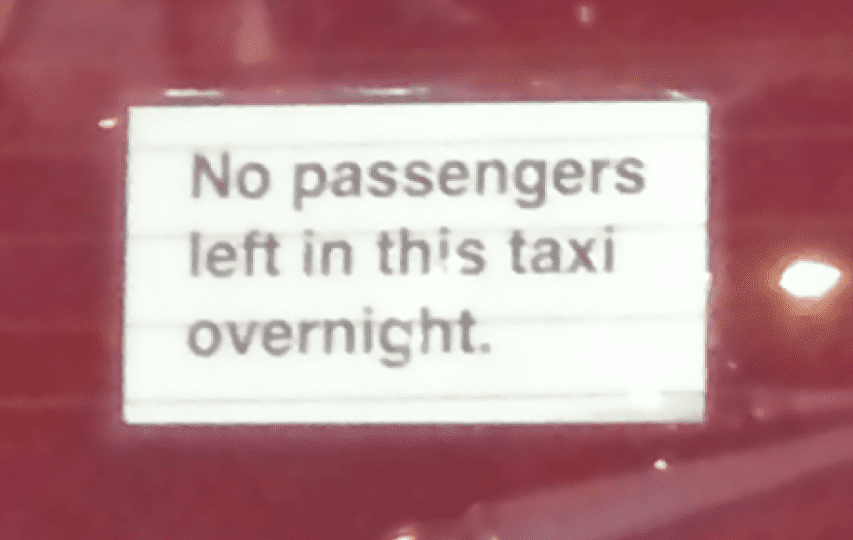 No passengers
left in this taxi
overnight.